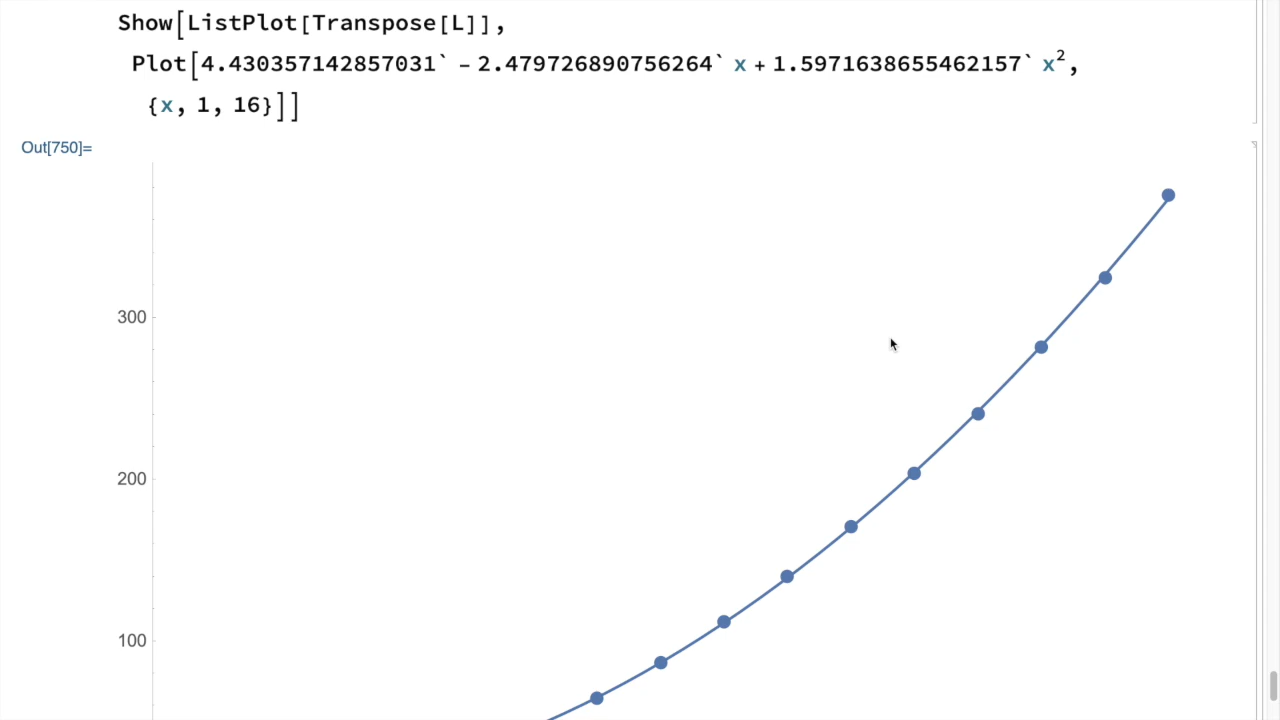 Show[ListPlot[Transpose[L]],
Plot[4.430357142857031` - 2.479726890756264` x + 1.5971638655462157` x²,
{x, 1, 16}]]
Out[750]=
300
200
100